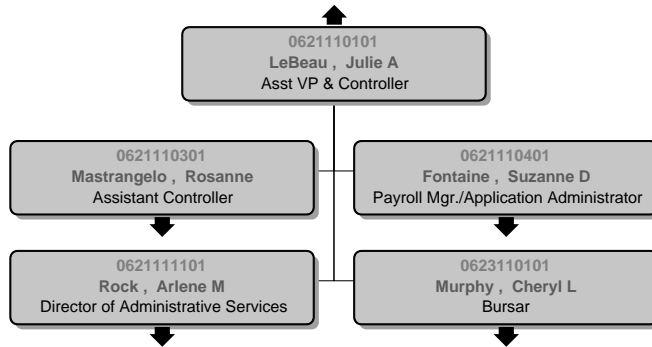 0621110101
LeBeau , Julie A
Asst VP & Controller
0621110301
Mastrangelo , Rosanne
Assistant Controller
0621110401
Fontaine , Suzanne D
Payroll Mgr./Application Administrator
0621111101
Rock , Arlene M
Director of Administrative Services
0623110101
Murphy , Cheryl L
Bursar